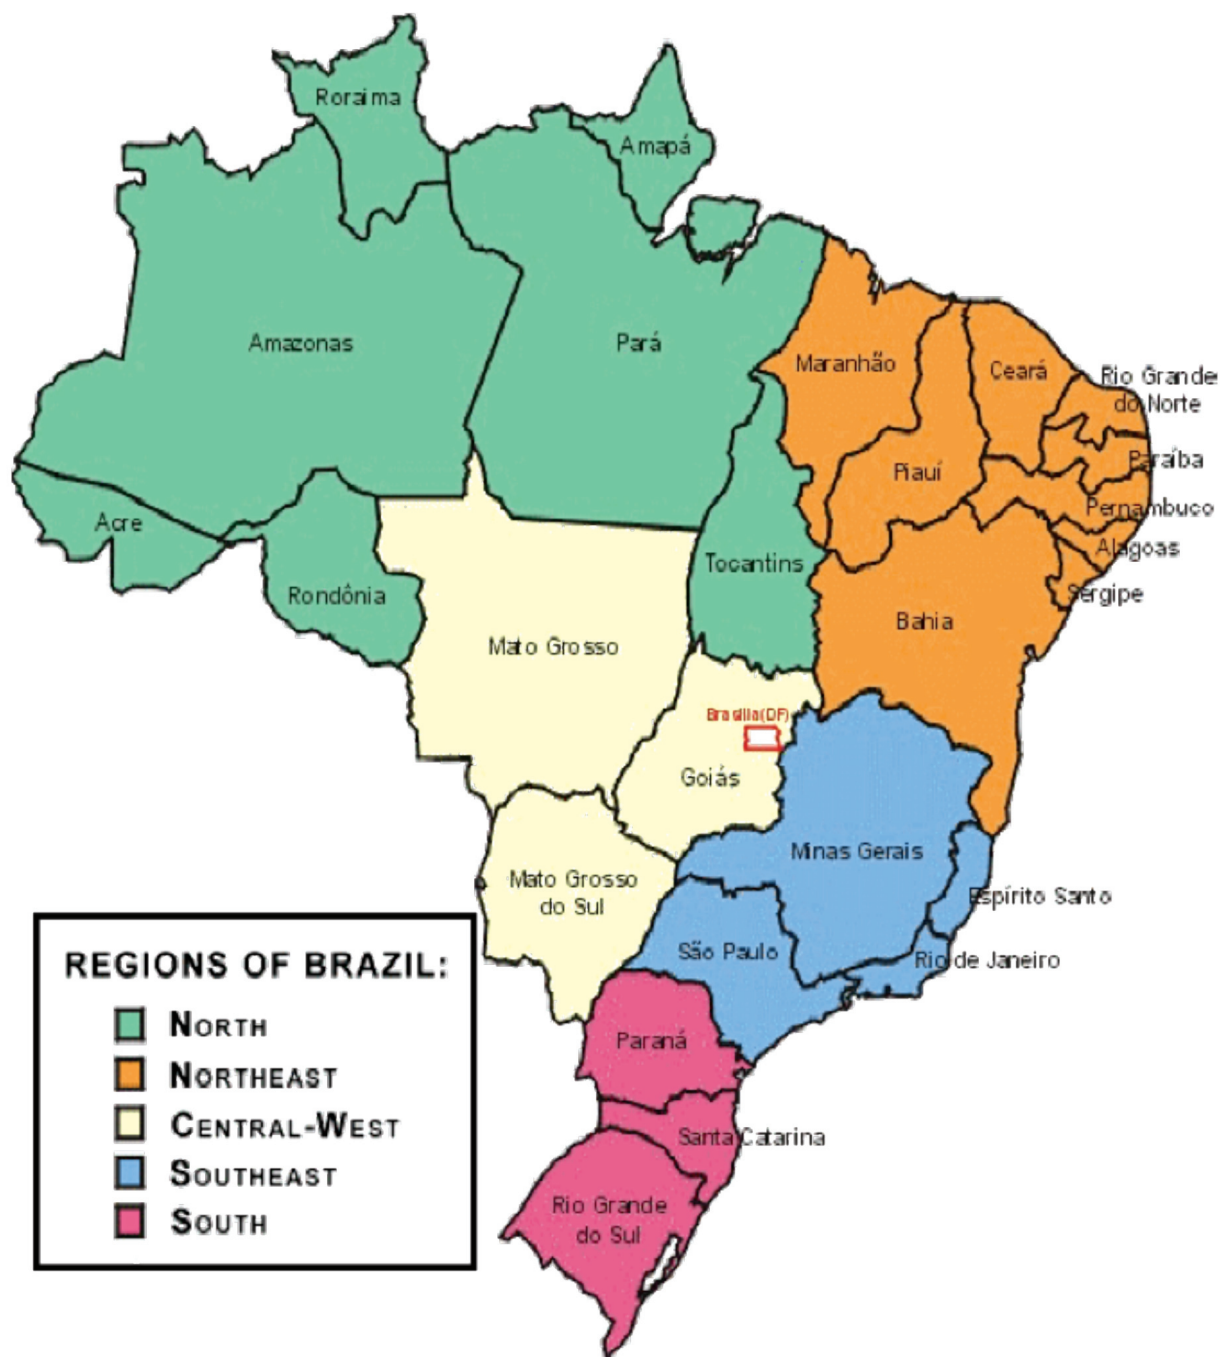 Roraima
Amapá
Amazonas
Pará
Maranhão
Ceará
Rio Grande
do Norte
Piauí
Paraíba
Pernambuco
Acre
Alagoas
Tocantins
Rondônia
Sergipe
Bahia
Mato Grosso
Brasília(DF)
Goiás
Minas Gerais
Mato Grosso
do Sul
Espírito Santo
São Paulo
Rio de Janeiro
Paraná
Santa Catarina
Rio Grande
do Sul
REGIONS OF BRAZIL:
NORTH
NORTHEAST
CENTRAL-WEST
SOUTHEAST
SOUTH